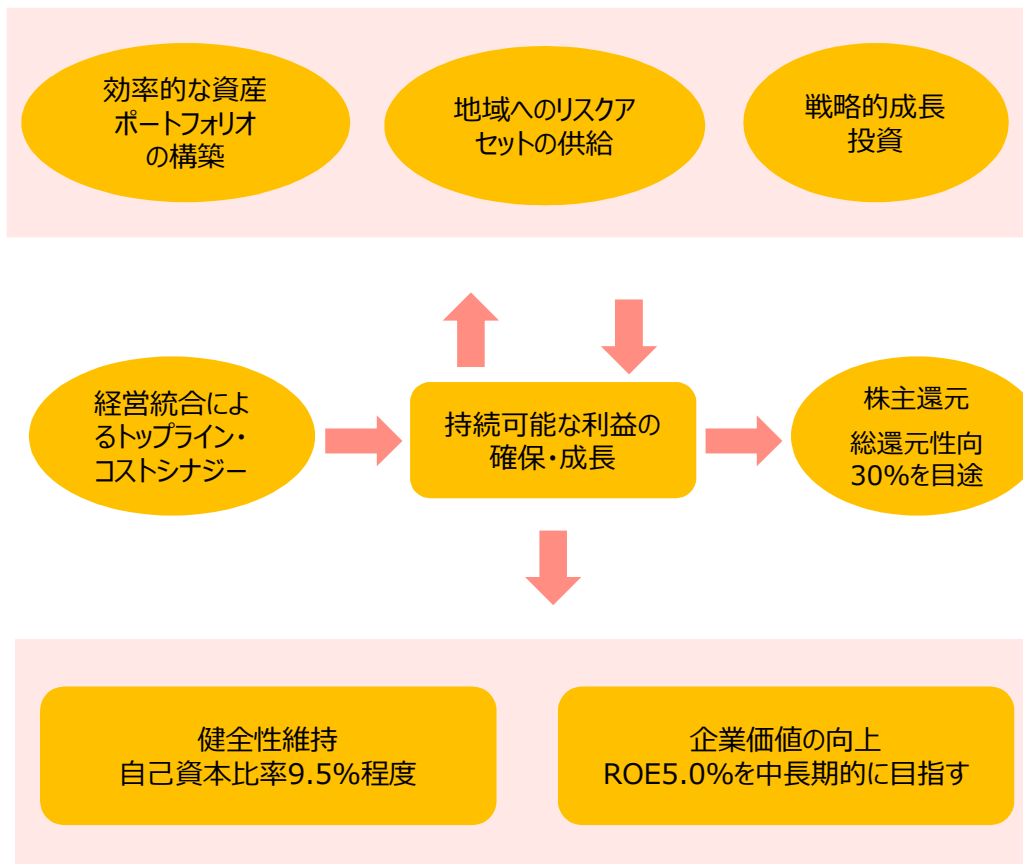 効率的な資産
ポートフォリオ
の構築
地域へのリスクア
セットの供給
戦略的成長
投資
経営統合によ
るトップライン・
コストシナジー
持続可能な利益の
確保・成長
株主還元
総還元性向
30%を目途
健全性維持
自己資本比率9.5%程度
企業価値の向上
ROE5.0%を中長期的に目指す